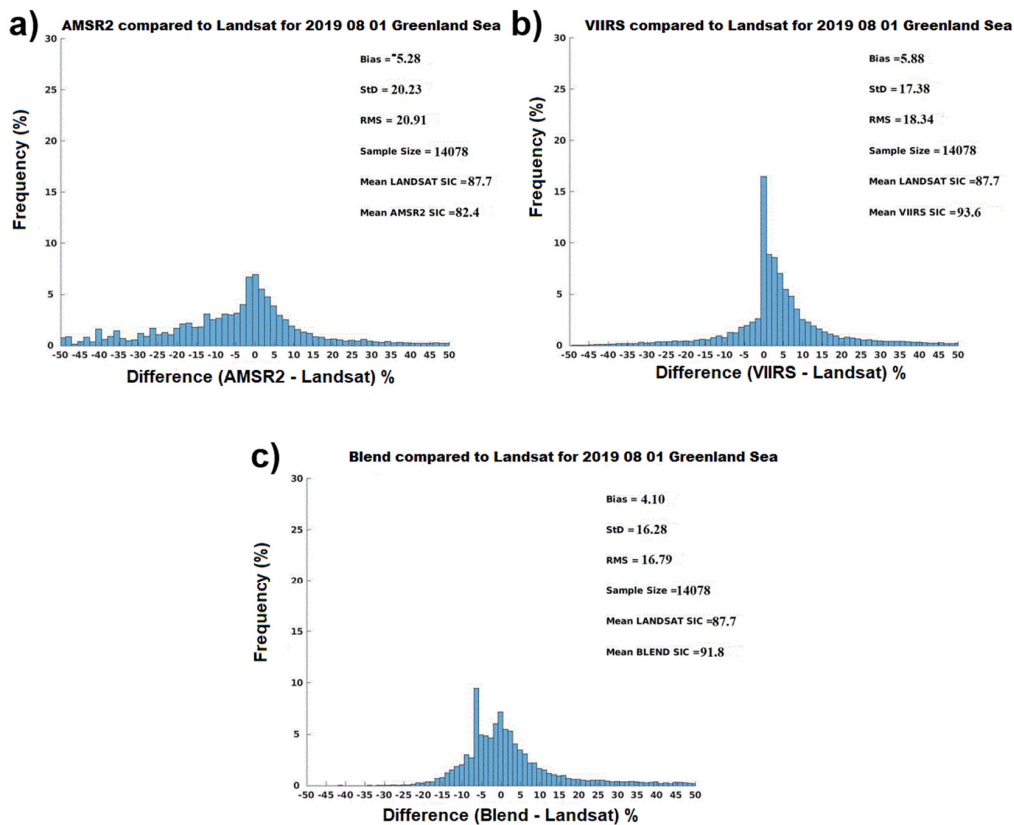 a)
AMSR2 compared to Landsat for 2019 08 01 Greenland Sea
30
25
20
15
10
5
0
Frequency (%)
Bias = -5.28
StD = 20.23
RMS = 20.91
Sample Size = 14078
Mean LANDSAT SIC =87.7
Mean AMSR2 SIC =82.4
-50 -45 -40 -35 -30 -25 -20 -15 -10 -5 0 5 10 15 20 25 30 35 40 45 50
Difference (AMSR2 - Landsat) %
b)
VIIRS compared to Landsat for 2019 08 01 Greenland Sea
30
25
20
15
10
5
0
Frequency (%)
Bias =5.88
StD = 17.38
RMS = 18.34
Sample Size =14078
Mean LANDSAT SIC =87.7
Mean VIIRS SIC =93.6
-50 -45 -40 -35 -30 -25 -20 -15 -10 -5 0 5 10 15 20 25 30 35 40 45 50
Difference (VIIRS - Landsat) %
c)
Blend compared to Landsat for 2019 08 01 Greenland Sea
30
25
20
15
10
5
0
Frequency (%)
Bias = 4.10
StD =16.28
RMS = 16.79
Sample Size =14078
Mean LANDSAT SIC =87.7
Mean BLEND SIC =91.8
-50 -45 -40 -35 -30 -25 -20 -15 -10 -5 0 5 10 15 20 25 30 35 40 45 50
Difference (Blend - Landsat) %